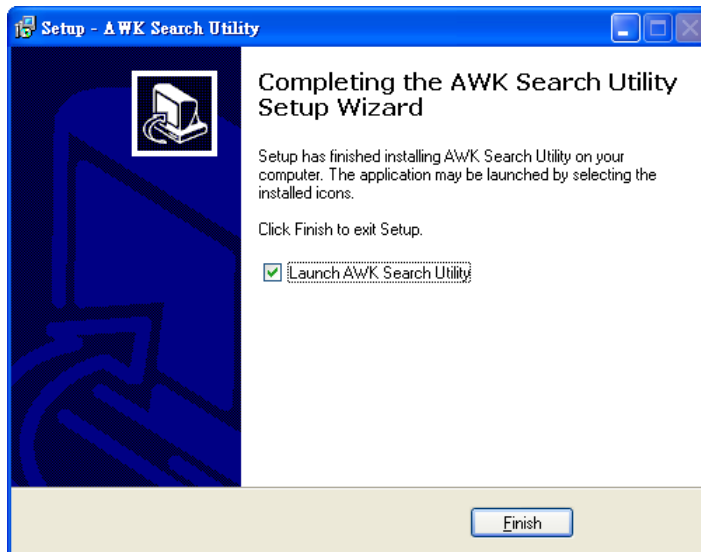 Setup - AWK Search Utility
Completing the AWK Search Utility
Setup Wizard
Setup has finished installing AWK Search Utility on your
computer. The application may be launched by selecting the
installed icons.
Click Finish to exit Setup.
Launch AWK Search Utility
Finish